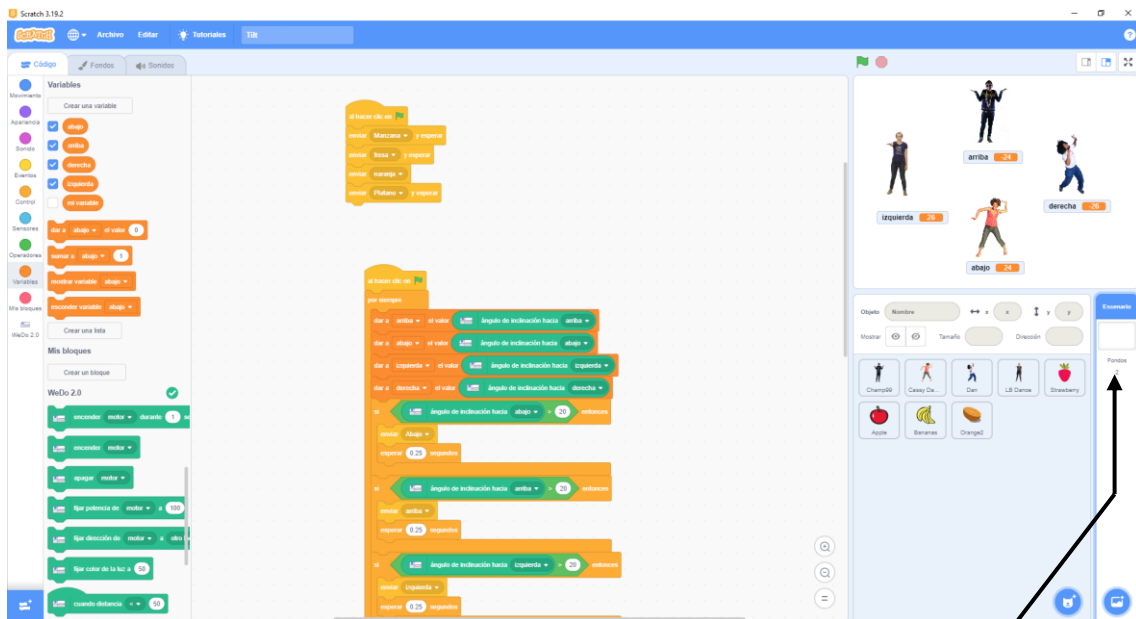 Scratch 3.19.2
SCRATCH Archivo Editar Tutoriales Tilt
Código Fondos Sonidos
Movimiento
Apariencia
Sonido
Eventos
Control
Sensores
Operadores
Variables
Mis bloques
WeDo 2.0
Variables
Crear una variable
abajo
arriba
derecha
izquierda
mi variable
dar a abajo el valor 0
sumar a abajo 1
mostrar variable abajo
esconder variable abajo
Crear una lista
Mis bloques
Crear un bloque
WeDo 2.0
encender motor durante 1 se
encender motor
apagar motor
fijar potencia de motor a 100
fijar dirección de motor a otro
fijar color de la luz a 50
cuando distancia < 50
al hacer clic en
enviar Manzana y esperar
enviar fresa y esperar
enviar naranja
enviar Platano y esperar
al hacer clic en
por siempre
dar a arriba el valor ángulo de inclinación hacia arriba
dar a abajo el valor ángulo de inclinación hacia abajo
dar a izquierda el valor ángulo de inclinación hacia izquierda
dar a derecha el valor ángulo de inclinación hacia derecha
si ángulo de inclinación hacia abajo > 20 entonces
enviar Abajo
esperar 0.25 segundos
si ángulo de inclinación hacia arriba > 20 entonces
enviar arriba
esperar 0.25 segundos
si ángulo de inclinación hacia izquierda > 20 entonces
enviar izquierda
esperar 0.25 segundos
arriba -24
izquierda 26
derecha -26
abajo 24
Objeto Nombre x x y y
Mostrar Tamaño Dirección
Champ99 Cassy Da... Dan LB Dance Strawberry
Apple Bananas Orange2
Escenario
Fondos
2